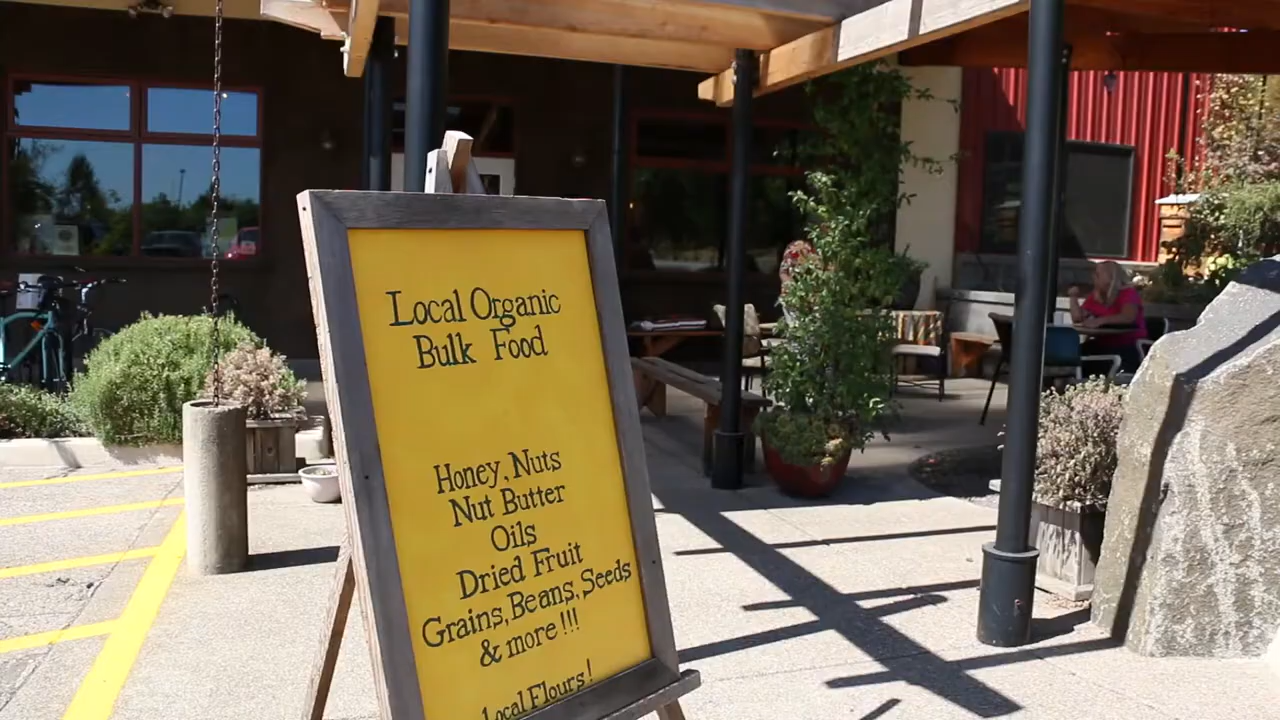 Local Organic
Bulk Food
Honey, Nuts
Nut Butter
Oils
Dried Fruit
Grains, Beans, Seeds
& more !!!
Local Flours!